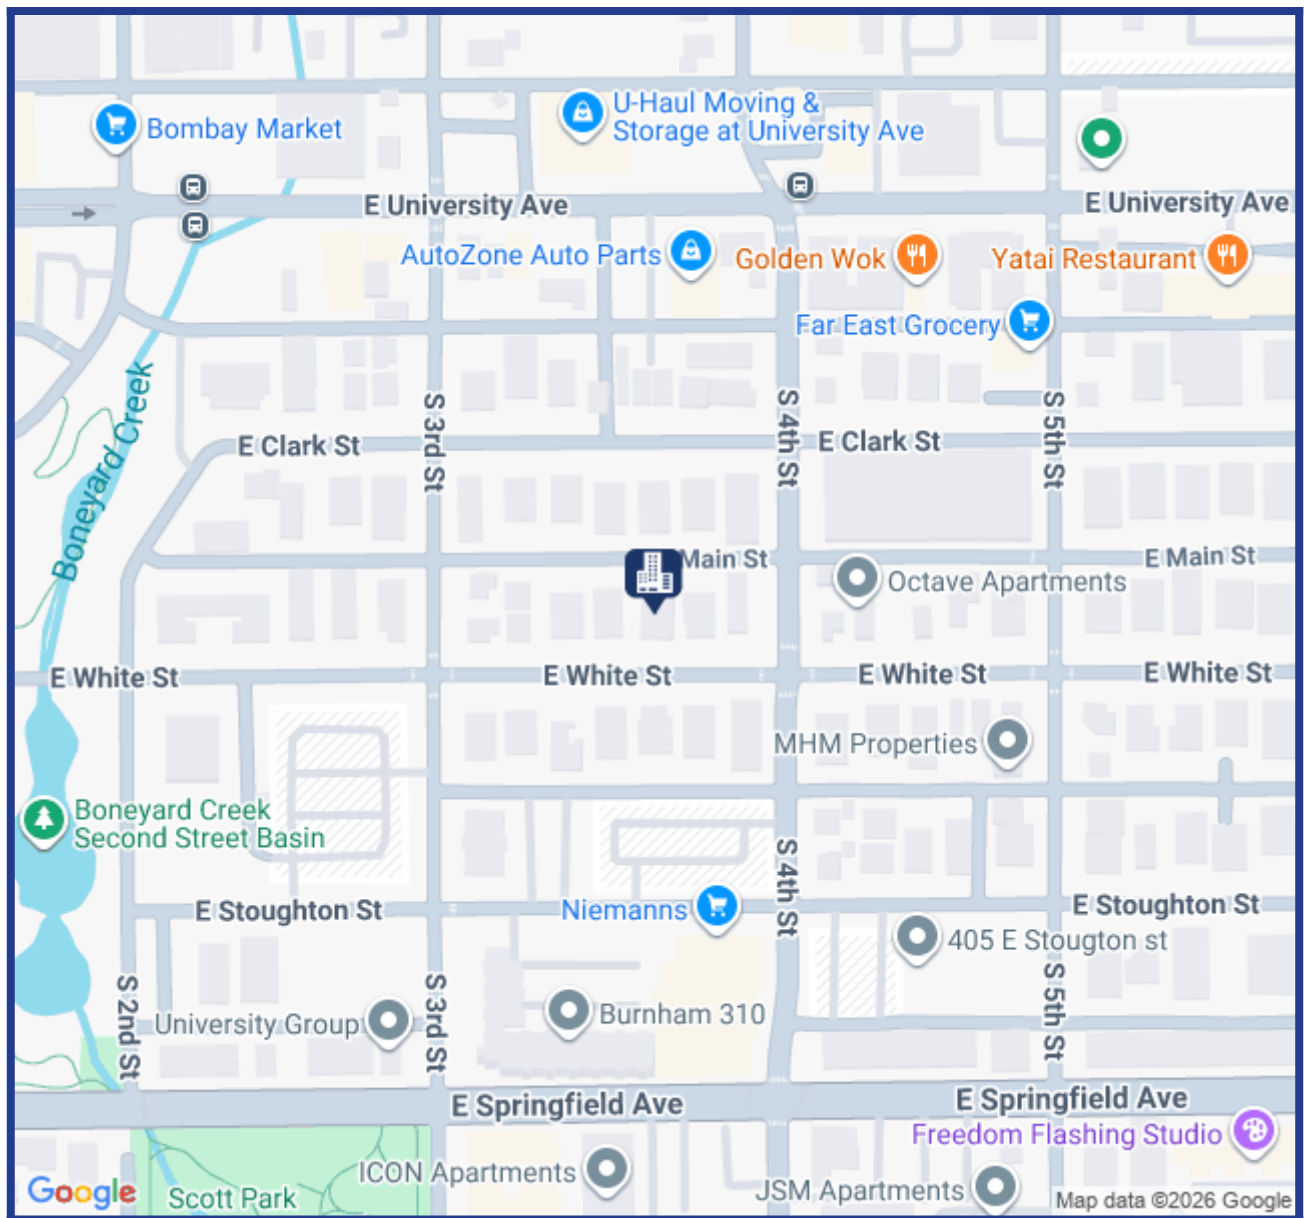 U-Haul Moving &
Storage at University Ave
Bombay Market
E University Ave
E University Ave
AutoZone Auto Parts
Golden Wok
Yatai Restaurant
Far East Grocery
Boneyard Creek
S 3rd St
S 4th St
S 5th St
E Clark St
E Clark St
Main St
E Main St
Octave Apartments
E White St
E White St
E White St
E White St
MHM Properties
Boneyard Creek
Second Street Basin
S 4th St
Niemanns
E Stoughton St
E Stoughton St
405 E Stougton st
S 2nd St
S 3rd St
S 5th St
University Group
Burnham 310
E Springfield Ave
E Springfield Ave
Freedom Flashing Studio
ICON Apartments
JSM Apartments
Google
Scott Park
Map data ©2026 Google